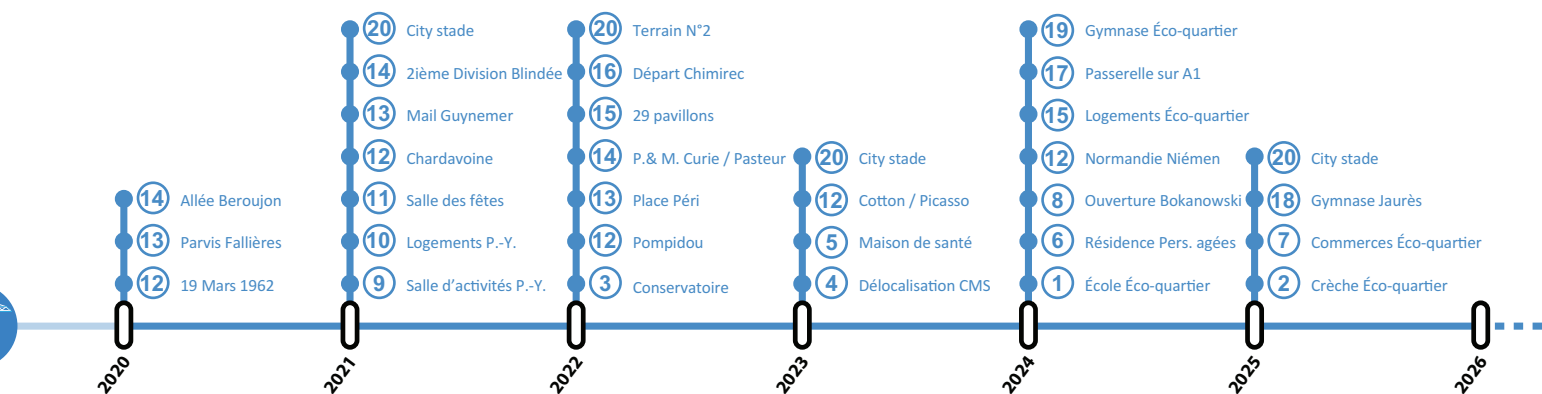 14 Allée Beroujon
13 Parvis Fallières
12 19 Mars 1962
2020
20 City stade
14 2ième Division Blindée
13 Mail Guynemer
12 Chardavoine
11 Salle des fêtes
10 Logements P.-Y.
9 Salle d'activités P.-Y.
2021
20 Terrain N°2
16 Départ Chimirec
15 29 pavillons
14 P.& M. Curie / Pasteur
13 Place Péri
12 Pompidou
3 Conservatoire
2022
20 City stade
12 Cotton / Picasso
5 Maison de santé
4 Délocalisation CMS
2023
19 Gymnase Éco-quartier
17 Passerelle sur A1
15 Logements Éco-quartier
12 Normandie Niémen
8 Ouverture Bokanowski
6 Résidence Pers. agées
1 École Éco-quartier
2024
20 City stade
18 Gymnase Jaurès
7 Commerces Éco-quartier
2 Crèche Éco-quartier
2025
2026